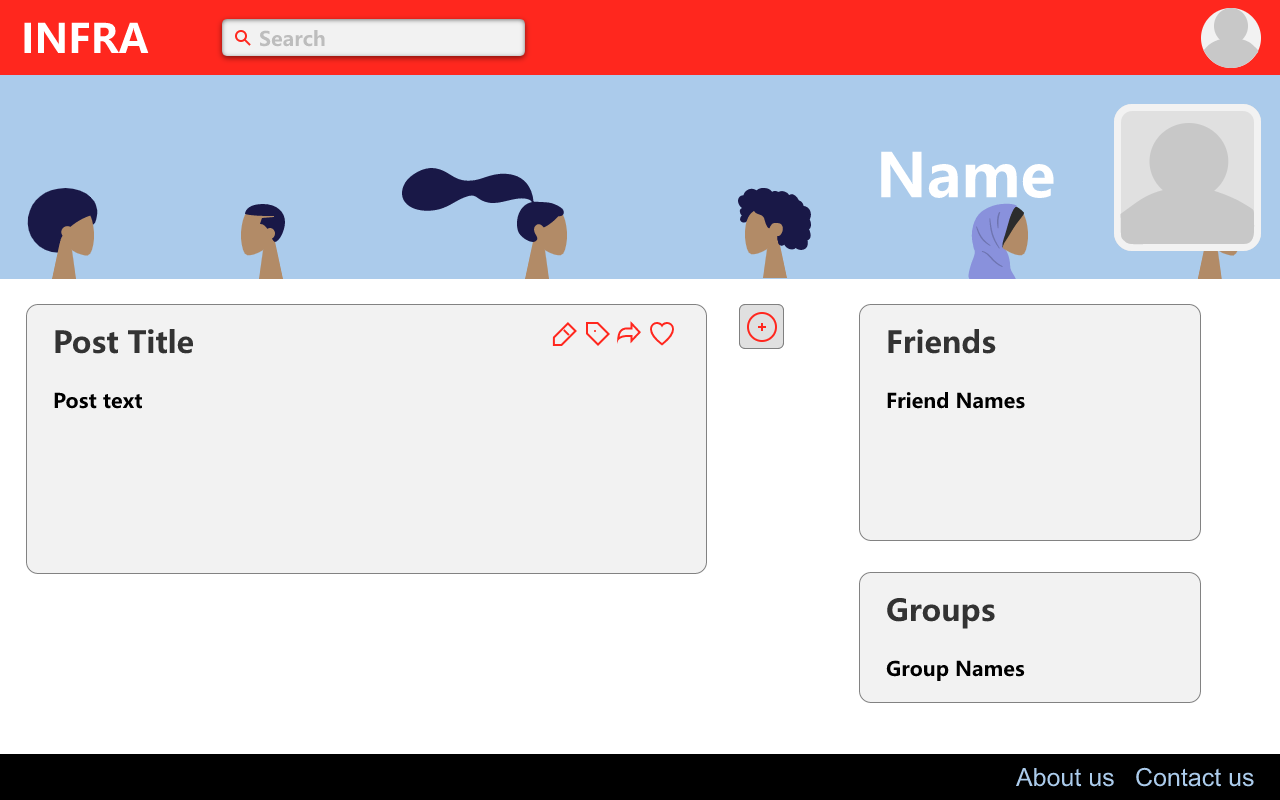 INFRA
Search
Name
Post Title
Post text
Friends
Friend Names
Groups
Group Names
About us
Contact us